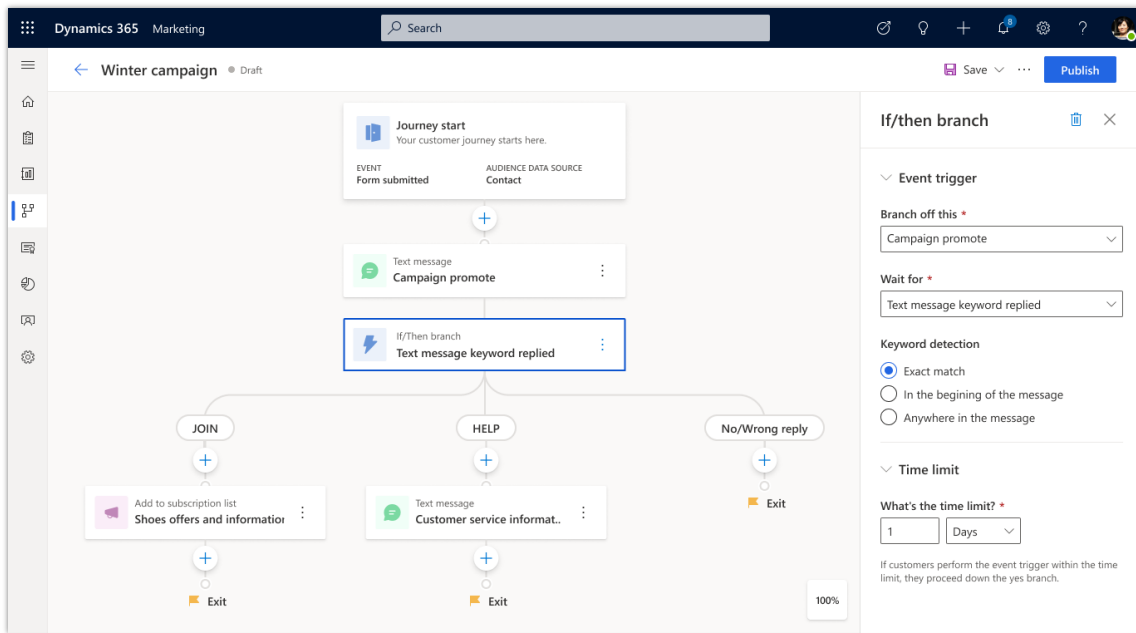 Dynamics 365 Marketing
Search
8
Winter campaign Draft
Save
Publish
Journey start
Your customer journey starts here.
EVENT AUDIENCE DATA SOURCE
Form submitted Contact
Text message
Campaign promote
If/Then branch
Text message keyword replied
JOIN HELP No/Wrong reply
Add to subscription list
Shoes offers and information
Text message
Customer service informat..
Exit
Exit
Exit
100%
If/then branch
Event trigger
Branch off this *
Campaign promote
Wait for *
Text message keyword replied
Keyword detection
Exact match
In the begining of the message
Anywhere in the message
Time limit
What's the time limit? *
1 Days
If customers perform the event trigger within the time
limit, they proceed down the yes branch.